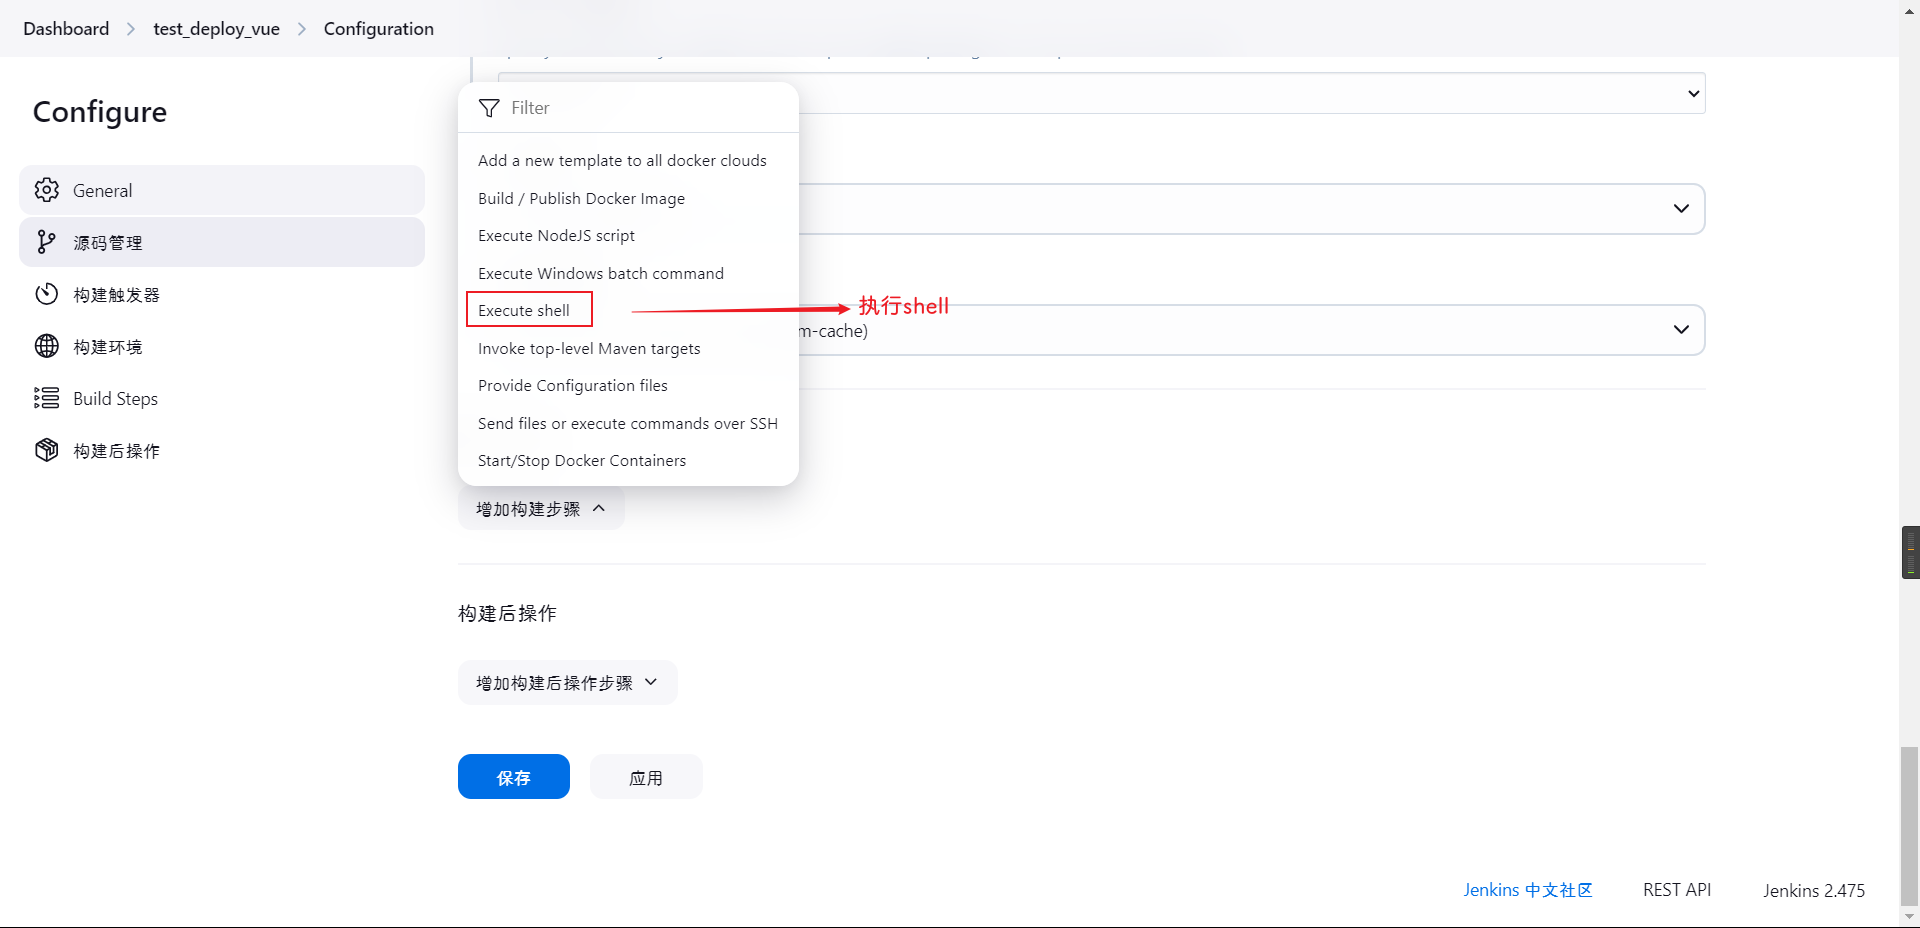 Dashboard > test_deploy_vue > Configuration
Configure
General
源码管理
构建触发器
构建环境
Build Steps
构建后操作
Filter
Add a new template to all docker clouds
Build / Publish Docker Image
Execute NodeJS script
Execute Windows batch command
Execute shell
执行shell
m-cache)
Invoke top-level Maven targets
Provide Configuration files
Send files or execute commands over SSH
Start/Stop Docker Containers
增加构建步骤
构建后操作
增加构建后操作步骤
保存
应用
Jenkins 中文社区
REST API
Jenkins 2.475